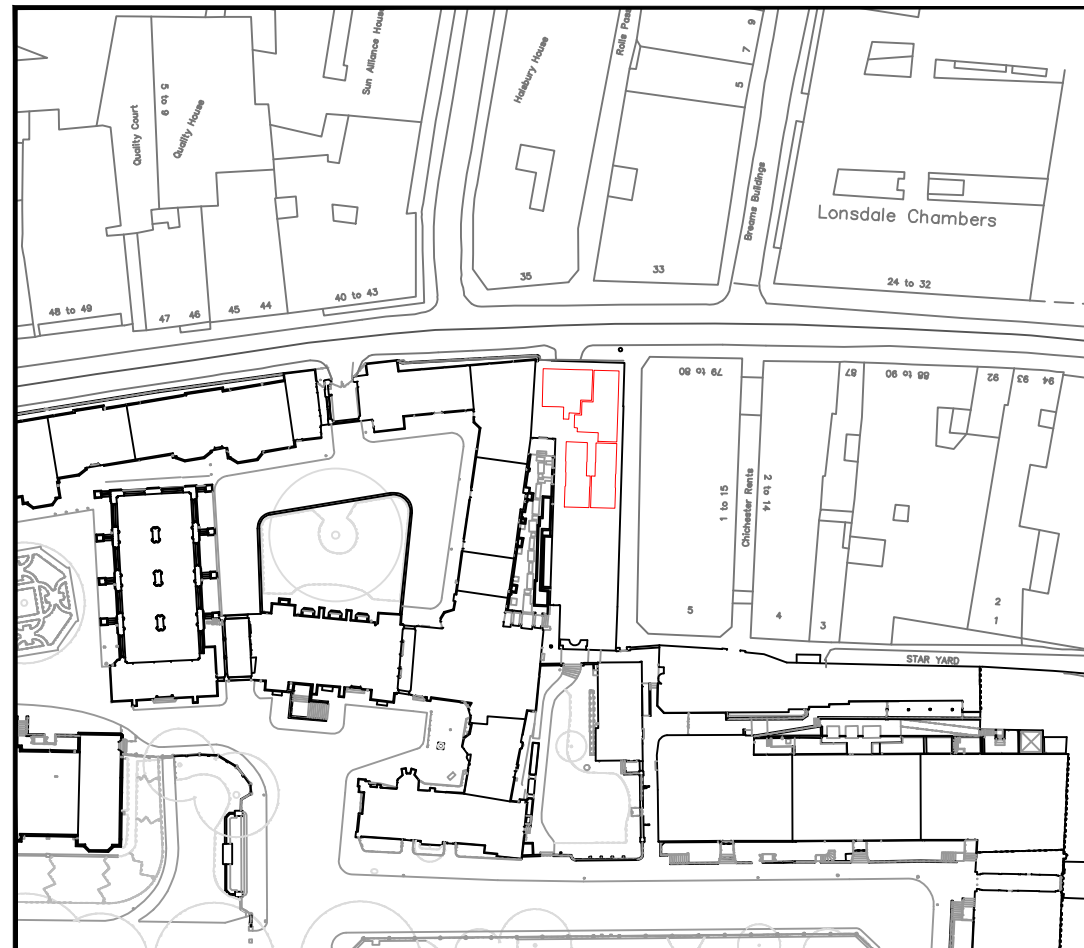 Sun Alliance House
Halsbury House
Rolls Pass
9
7
5
5 to 9
Quality Court
Quality House
Breams Buildings
Lonsdale Chambers
48 to 49
47
46
45
44
40 to 43
35
33
24 to 32
79 to 80
87
88 to 90
92
93
94
1 to 15
Chichester Rents
2 to 14
5
4
3
2
1
STAR YARD